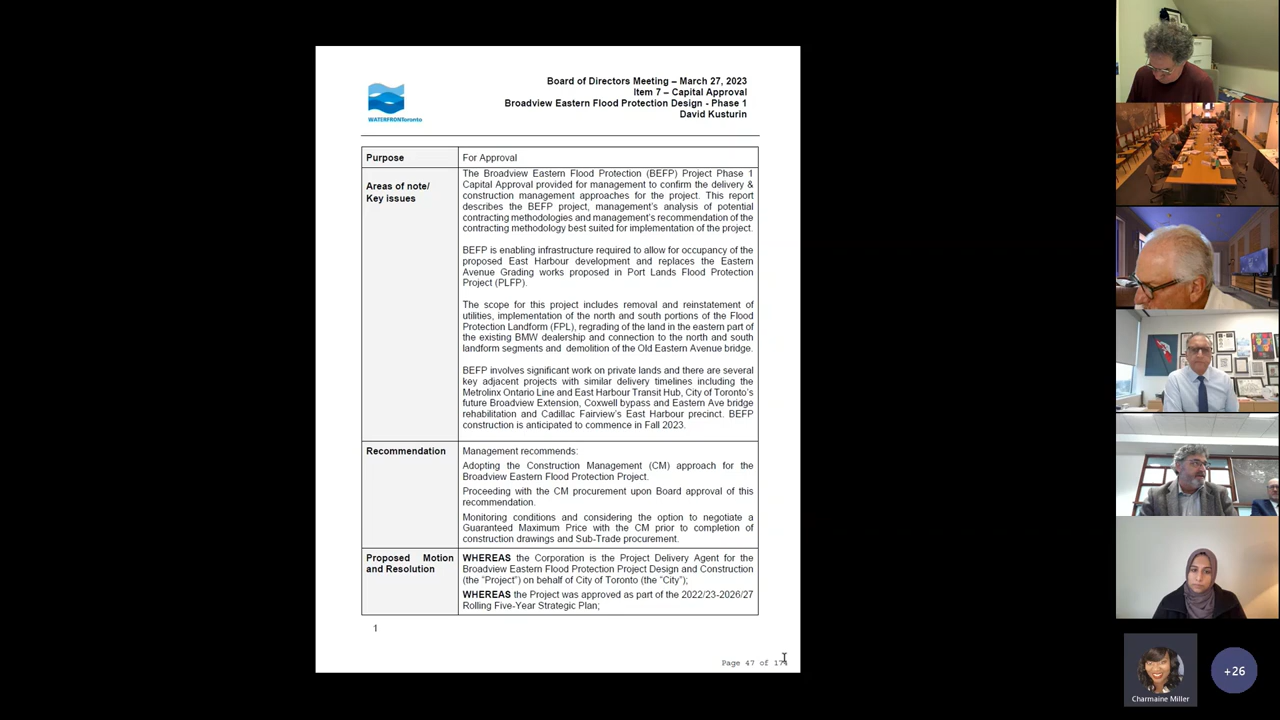 Board of Directors Meeting – March 27, 2023
Item 7 – Capital Approval
Broadview Eastern Flood Protection Design - Phase 1
David Kusturin
WATERFRONToronto
Purpose
For Approval
Areas of note/
Key issues
The Broadview Eastern Flood Protection (BEFP) Project Phase 1
Capital Approval provided for management to confirm the delivery &
construction management approaches for the project. This report
describes the BEFP project, management's analysis of potential
contracting methodologies and management's recommendation of the
contracting methodology best suited for implementation of the project.
BEFP is enabling infrastructure required to allow for occupancy of the
proposed East Harbour development and replaces the Eastern
Avenue Grading works proposed in Port Lands Flood Protection
Project (PLFP).
The scope for this project includes removal and reinstatement of
utilities, implementation of the north and south portions of the Flood
Protection Landform (FPL), regrading of the land in the eastern part of
the existing BMW dealership and connection to the north and south
landform segments and demolition of the Old Eastern Avenue bridge.
BEFP involves significant work on private lands and there are several
key adjacent projects with similar delivery timelines including the
Metrolinx Ontario Line and East Harbour Transit Hub, City of Toronto's
future Broadview Extension, Coxwell bypass and Eastern Ave bridge
rehabilitation and Cadillac Fairview's East Harbour precinct. BEFP
construction is anticipated to commence in Fall 2023.
Recommendation
Management recommends:
Adopting the Construction Management (CM) approach for the
Broadview Eastern Flood Protection Project.
Proceeding with the CM procurement upon Board approval of this
recommendation.
Monitoring conditions and considering the option to negotiate a
Guaranteed Maximum Price with the CM prior to completion of
construction drawings and Sub-Trade procurement.
Proposed Motion
and Resolution
WHEREAS the Corporation is the Project Delivery Agent for the
Broadview Eastern Flood Protection Project Design and Construction
(the "Project") on behalf of City of Toronto (the "City");
WHEREAS the Project was approved as part of the 2022/23-2026/27
Rolling Five-Year Strategic Plan;
1
Page 47 of
Charmaine Miller
+26